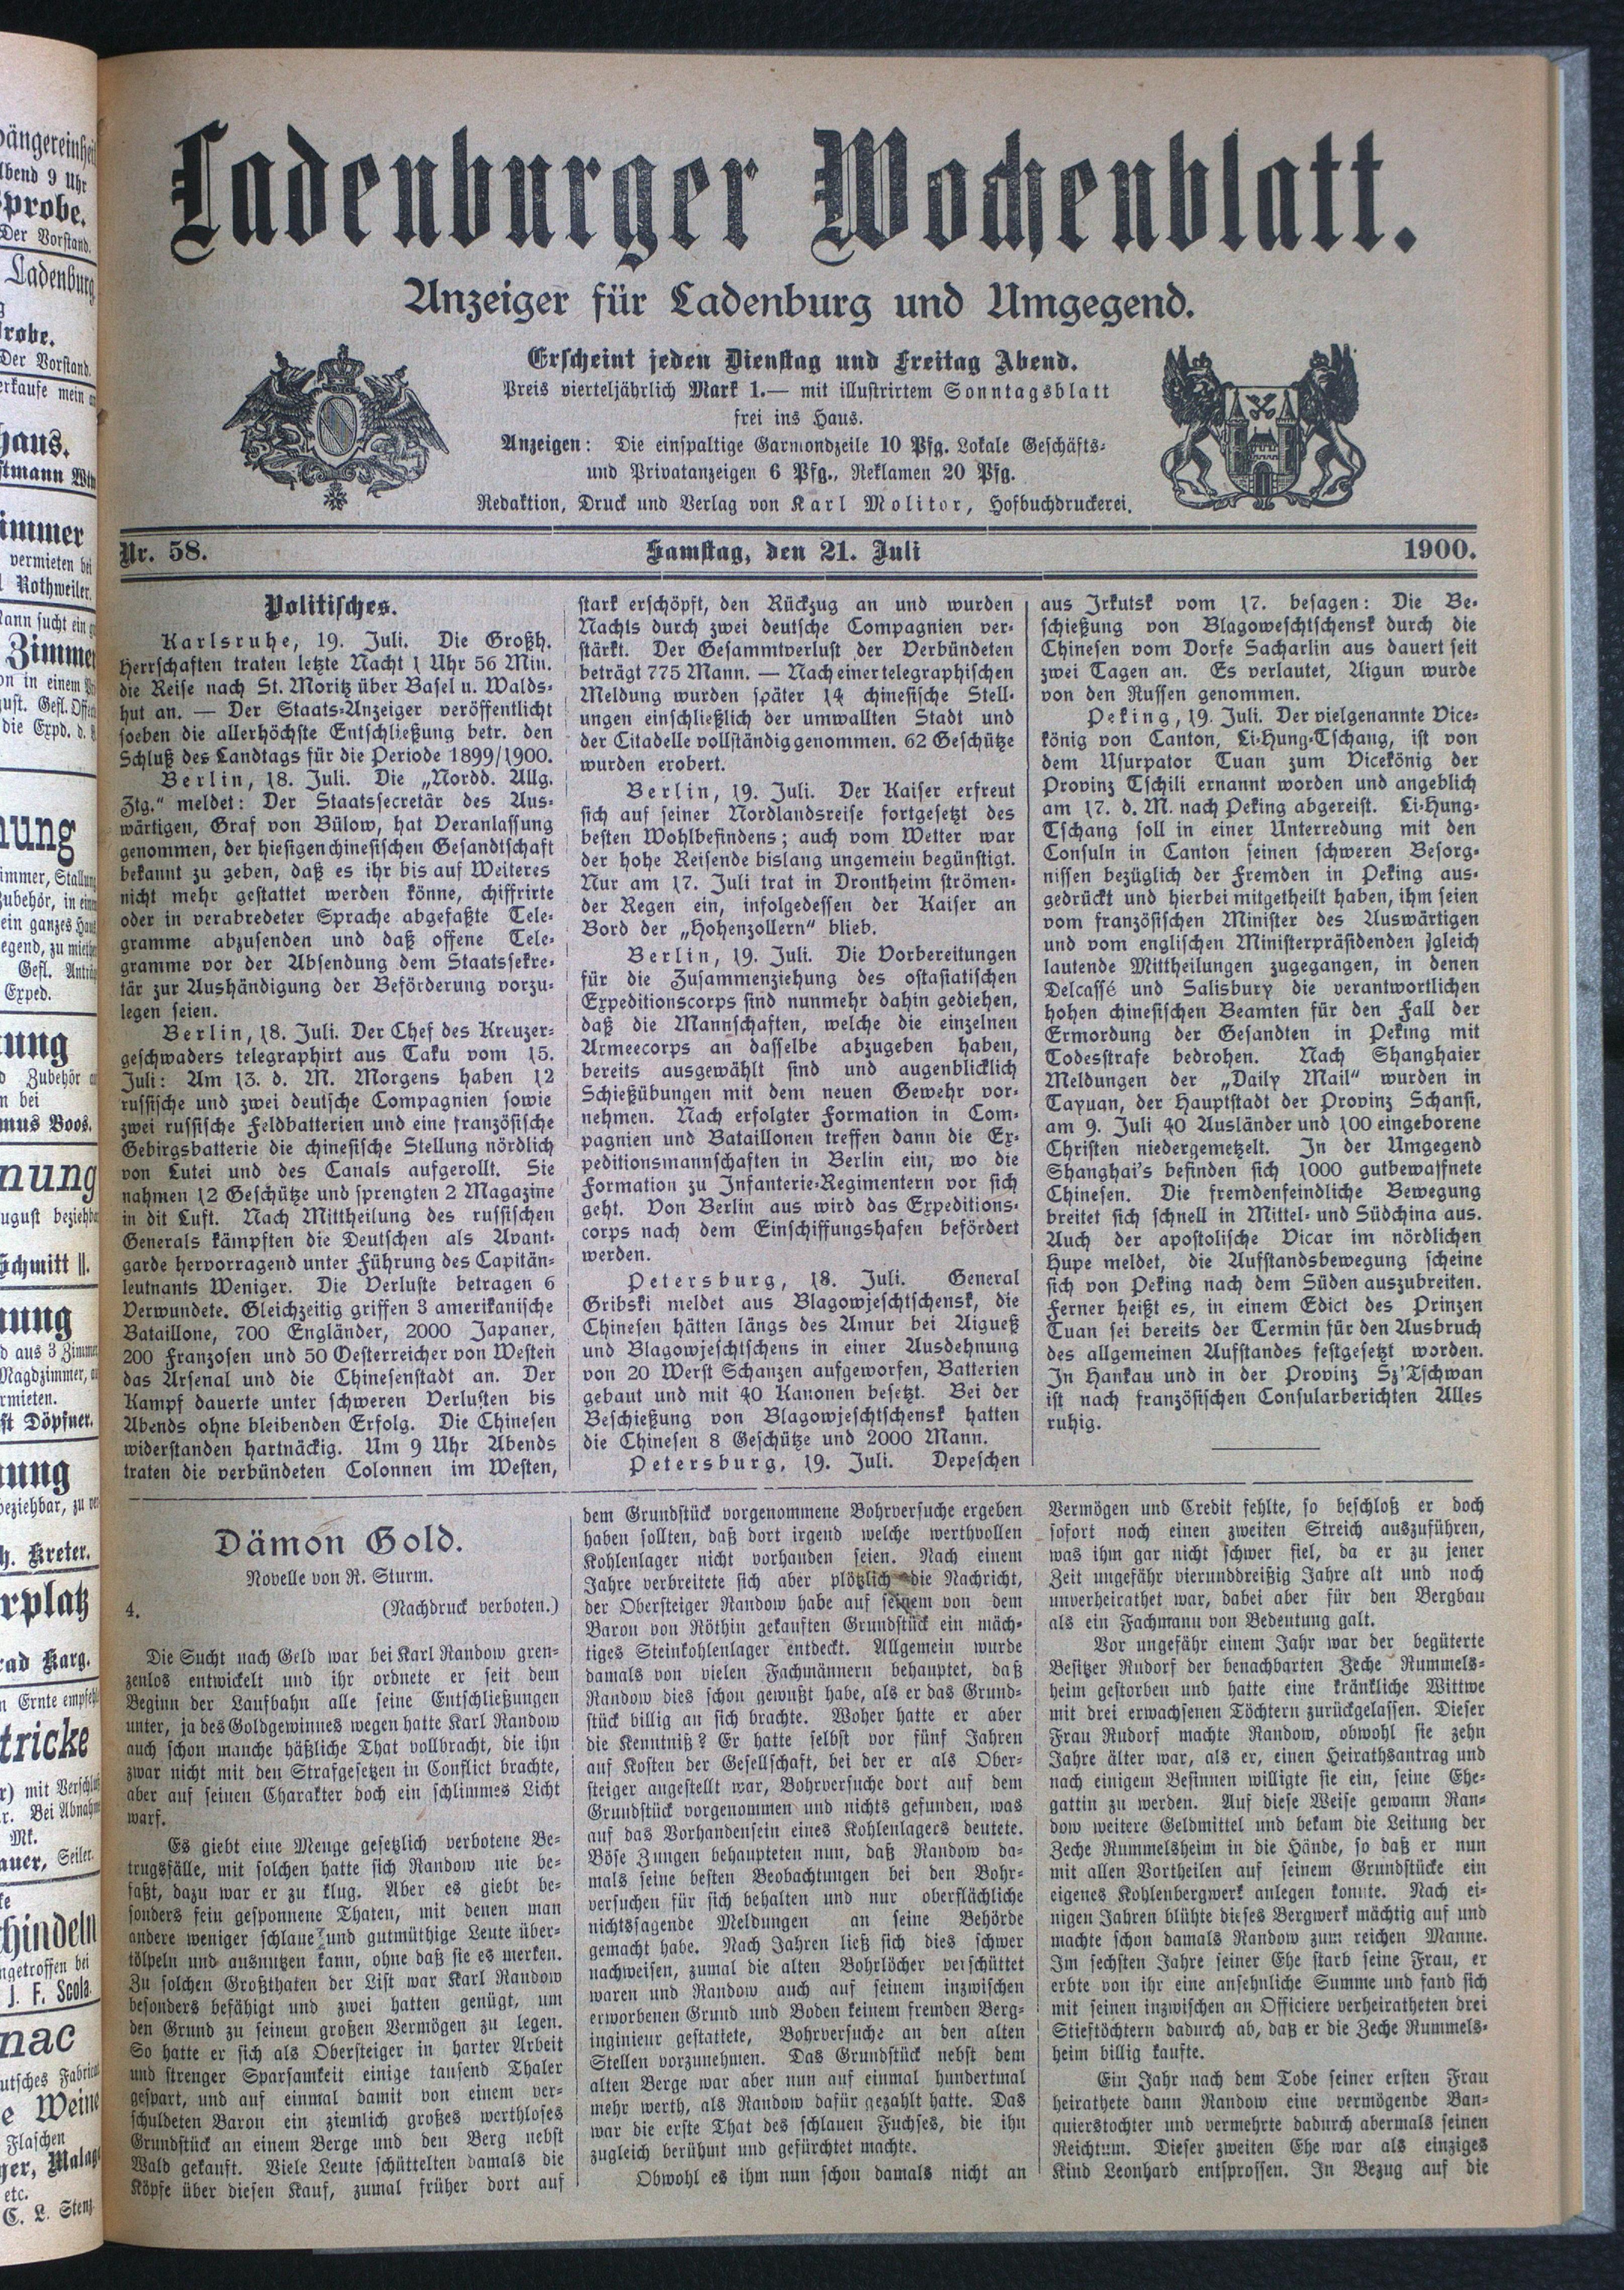 Ladenburger Wochenblatt.
Anzeiger für Ladenburg und Umgegend.
Erscheint jeden Dienstag und Freitag Abend.
Preis vierteljährlich Mark 1.— mit illustrirtem Sonntagsblatt
frei ins Haus.
Anzeigen: Die einspaltige Garmondzeile 10 Pfg. Lokale Geschäfts-
und Privatanzeigen 6 Pfg., Reklamen 20 Pfg.
Redaktion, Druck und Verlag von Karl Molitor, Hofbuchdruckerei.
Nr. 58.
Samstag, den 21. Juli
1900.
Politisches.
Karlsruhe, 19. Juli. Die Großh.
Herrschaften traten letzte Nacht 1 Uhr 56 Min.
die Reise nach St. Moritz über Basel u. Walds-
hut an. — Der Staats-Anzeiger veröffentlicht
soeben die allerhöchste Entschließung betr. den
Schluß des Landtags für die Periode 1899/1900.
Berlin, 18. Juli. Die „Nordd. Allg.
Ztg.“ meldet: Der Staatssecretär des Aus-
wärtigen, Graf von Bülow, hat Veranlassung
genommen, der hiesigen chinesischen Gesandtschaft
bekannt zu geben, daß es ihr bis auf Weiteres
nicht mehr gestattet werden könne, chiffrirte
oder in verabredeter Sprache abgefaßte Tele-
gramme abzusenden und daß offene Tele-
gramme vor der Absendung dem Staatssekre-
tär zur Aushändigung der Beförderung vorzu-
legen seien.
Berlin, 18. Juli. Der Chef des Kreuzer-
geschwaders telegraphirt aus Taku vom 15.
Juli: Am 13. d. M. Morgens haben 12
russische und zwei deutsche Compagnien sowie
zwei russische Feldbatterien und eine französische
Gebirgsbatterie die chinesische Stellung nördlich
von Lutei und des Canals aufgerollt. Sie
nahmen 12 Geschütze und sprengten 2 Magazine
in dit Luft. Nach Mittheilung des russischen
Generals kämpften die Deutschen als Avant-
garde hervorragend unter Führung des Capitän-
leutnants Weniger. Die Verluste betragen 6
Verwundete. Gleichzeitig griffen 3 amerikanische
Bataillone, 700 Engländer, 2000 Japaner,
200 Franzosen und 50 Oesterreicher von Westen
das Arsenal und die Chinesenstadt an. Der
Kampf dauerte unter schweren Verlusten bis
Abends ohne bleibenden Erfolg. Die Chinesen
widerstanden hartnäckig. Um 9 Uhr Abends
traten die verbündeten Colonnen im Westen,
stark erschöpft, den Rückzug an und wurden
Nachts durch zwei deutsche Compagnien ver-
stärkt. Der Gesammtverlust der Verbündeten
beträgt 775 Mann. — Nach einer telegraphischen
Meldung wurden später 14 chinesische Stell-
ungen einschließlich der umwallten Stadt und
der Citadelle vollständig genommen. 62 Geschütze
wurden erobert.
Berlin, 19. Juli. Der Kaiser erfreut
sich auf seiner Nordlandsreise fortgesetzt des
besten Wohlbefindens; auch vom Wetter war
der hohe Reisende bislang ungemein begünstigt.
Nur am 17. Juli trat in Drontheim strömen-
der Regen ein, infolgedessen der Kaiser an
Bord der „Hohenzollern“ blieb.
Berlin, 19. Juli. Die Vorbereitungen
für die Zusammenziehung des ostasiatischen
Expeditionscorps sind nunmehr dahin gediehen,
daß die Mannschaften, welche die einzelnen
Armeecorps an dasselbe abzugeben haben,
bereits ausgewählt sind und augenblicklich
Schießübungen mit dem neuen Gewehr vor-
nehmen. Nach erfolgter Formation in Com-
pagnien und Bataillonen treffen dann die Ex-
peditionsmannschaften in Berlin ein, wo die
Formation zu Infanterie-Regimentern vor sich
geht. Von Berlin aus wird das Expeditions-
corps nach dem Einschiffungshafen befördert
werden.
Petersburg, 18. Juli. General
Gribski meldet aus Blagowjeschtschensk, die
Chinesen hätten längs des Amur bei Aigueß
und Blagowjeschtschens in einer Ausdehnung
von 20 Werst Schanzen aufgeworfen, Batterien
gebaut und mit 40 Kanonen besetzt. Bei der
Beschießung von Blagowjeschtschensk hatten
die Chinesen 8 Geschütze und 2000 Mann.
Petersburg, 19. Juli. Depeschen
aus Irkutsk vom 17. besagen: Die Be-
schießung von Blagoweschtschensk durch die
Chinesen vom Dorfe Sacharlin aus dauert seit
zwei Tagen an. Es verlautet, Aigun wurde
von den Russen genommen.
Peking, 19. Juli. Der vielgenannte Vice-
könig von Canton, Li-Hung-Tschang, ist von
dem Usurpator Tuan zum Vicekönig der
Provinz Tschili ernannt worden und angeblich
am 17. d. M. nach Peking abgereist. Li-Hung-
Tschang soll in einer Unterredung mit den
Consuln in Canton seinen schweren Besorg-
nissen bezüglich der Fremden in Peking aus-
gedrückt und hierbei mitgetheilt haben, ihm seien
vom französischen Minister des Auswärtigen
und vom englischen Ministerpräsidenten gleich
lautende Mittheilungen zugegangen, in denen
Delcassé und Salisbury die verantwortlichen
hohen chinesischen Beamten für den Fall der
Ermordung der Gesandten in Peking mit
Todesstrafe bedrohen. Nach Shanghaier
Meldungen der „Daily Mail“ wurden in
Tayuan, der Hauptstadt der Provinz Schansi,
am 9. Juli 40 Ausländer und 100 eingeborene
Christen niedergemetzelt. In der Umgegend
Shanghai's befinden sich 1000 gutbewaffnete
Chinesen. Die fremdenfeindliche Bewegung
breitet sich schnell in Mittel- und Südchina aus.
Auch der apostolische Vicar im nördlichen
Hupe meldet, die Aufstandsbewegung scheine
sich von Peking nach dem Süden auszubreiten.
Ferner heißt es, in einem Edict des Prinzen
Tuan sei bereits der Termin für den Ausbruch
des allgemeinen Aufstandes festgesetzt worden.
In Hankau und in der Provinz Sz'Tschwan
ist nach französischen Consularberichten Alles
ruhig.
Dämon Gold.
Novelle von R. Sturm.
4. (Nachdruck verboten.)
Die Sucht nach Geld war bei Karl Randow gren-
zenlos entwickelt und ihr ordnete er seit dem
Beginn der Laufbahn alle seine Entschließungen
unter, ja des Goldgewinnes wegen hatte Karl Randow
auch schon manche häßliche That vollbracht, die ihn
zwar nicht mit den Strafgesetzen in Conflict brachte,
aber auf seinen Charakter doch ein schlimmes Licht
warf.
Es giebt eine Menge gesetzlich verbotene Be-
trugsfälle, mit solchen hatte sich Randow nie be-
faßt, dazu war er zu klug. Aber es giebt be-
sonders fein gesponnene Thaten, mit denen man
andere weniger schlaue und gutmüthige Leute über-
tölpeln und ausnutzen kann, ohne daß sie es merken.
Zu solchen Großthaten der List war Karl Randow
besonders befähigt und zwei hatten genügt, um
den Grund zu seinem großen Vermögen zu legen.
So hatte er sich als Obersteiger in harter Arbeit
und strenger Sparsamkeit einige tausend Thaler
gespart, und auf einmal damit von einem ver-
schuldeten Baron ein ziemlich großes werthloses
Grundstück an einem Berge und den Berg nebst
Wald gekauft. Viele Leute schüttelten damals die
Köpfe über diesen Kauf, zumal früher dort auf
dem Grundstück vorgenommene Bohrversuche ergeben
haben sollten, daß dort irgend welche werthvollen
Kohlenlager nicht vorhanden seien. Nach einem
Jahre verbreitete sich aber plötzlich die Nachricht,
der Obersteiger Randow habe auf seinem von dem
Baron von Röthin gekauften Grundstück ein mäch-
tiges Steinkohlenlager entdeckt. Allgemein wurde
damals von vielen Fachmännern behauptet, daß
Randow dies schon gewußt habe, als er das Grund-
stück billig an sich brachte. Woher hatte er aber
die Kenntniß? Er hatte selbst vor fünf Jahren
auf Kosten der Gesellschaft, bei der er als Ober-
steiger angestellt war, Bohrversuche dort auf dem
Grundstück vorgenommen und nichts gefunden, was
auf das Vorhandensein eines Kohlenlagers deutete.
Böse Zungen behaupteten nun, daß Randow da-
mals seine besten Beobachtungen bei den Bohr-
versuchen für sich behalten und nur oberflächliche
nichtssagende Meldungen an seine Behörde
gemacht habe. Nach Jahren ließ sich dies schwer
nachweisen, zumal die alten Bohrlöcher verschüttet
waren und Randow auch auf seinem inzwischen
erworbenen Grund und Boden keinem fremden Berg-
inginieur gestattete, Bohrversuche an den alten
Stellen vorzunehmen. Das Grundstück nebst dem
alten Berge war aber nun auf einmal hundertmal
mehr werth, als Randow dafür gezahlt hatte. Das
war die erste That des schlauen Fuchses, die ihn
zugleich berühmt und gefürchtet machte.
Obwohl es ihm nun schon damals nicht an
Vermögen und Credit fehlte, so beschloß er doch
sofort noch einen zweiten Streich auszuführen,
was ihm gar nicht schwer fiel, da er zu jener
Zeit ungefähr vierunddreißig Jahre alt und noch
unverheirathet war, dabei aber für den Bergbau
als ein Fachmann von Bedeutung galt.
Vor ungefähr einem Jahr war der begüterte
Besitzer Rudorf der benachbarten Zeche Rummels-
heim gestorben und hatte eine kränkliche Wittwe
mit drei erwachsenen Töchtern zurückgelassen. Dieser
Frau Rudorf machte Randow, obwohl sie zehn
Jahre älter war, als er, einen Heirathsantrag und
nach einigem Besinnen willigte sie ein, seine Ehe-
gattin zu werden. Auf diese Weise gewann Ran-
dow weitere Geldmittel und bekam die Leitung der
Zeche Rummelsheim in die Hände, so daß er nun
mit allen Vortheilen auf seinem Grundstücke ein
eigenes Kohlenbergwerk anlegen konnte. Nach ei-
nigen Jahren blühte dieses Bergwerk mächtig auf und
machte schon damals Randow zum reichen Manne.
Im sechsten Jahre seiner Ehe starb seine Frau, er
erbte von ihr eine ansehnliche Summe und fand sich
mit seinen inzwischen an Officiere verheiratheten drei
Stieftöchtern dadurch ab, daß er die Zeche Rummels-
heim billig kaufte.
Ein Jahr nach dem Tode seiner ersten Frau
heirathete dann Randow eine vermögende Ban-
quierstochter und vermehrte dadurch abermals seinen
Reichtum. Dieser zweiten Ehe war als einziges
Kind Leonhard entsprossen. In Bezug auf die